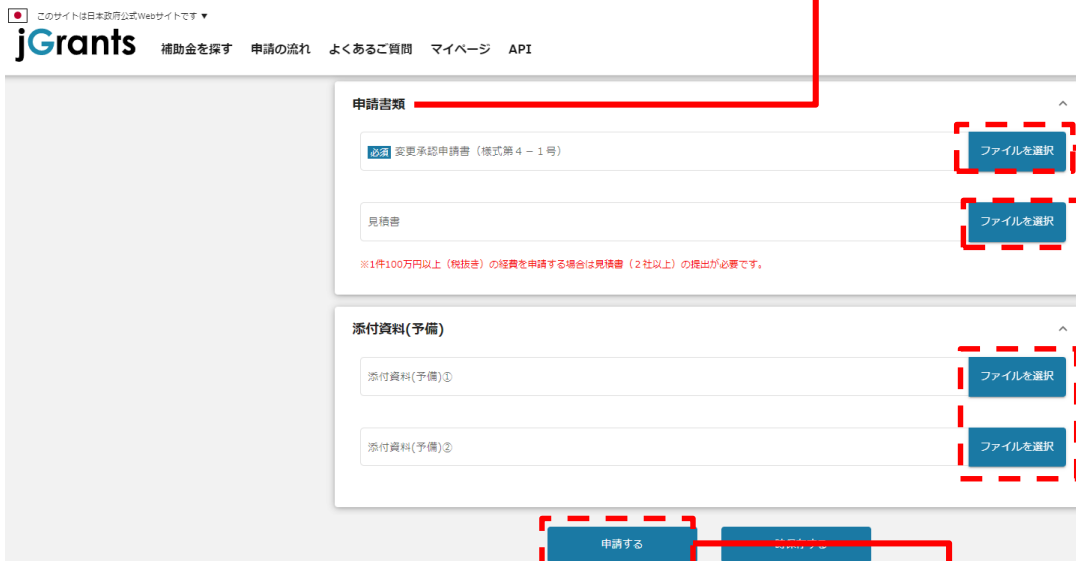 このサイトは日本政府公式Webサイトです ▼
jGrants 補助金を探す 申請の流れ よくあるご質問 マイページ API
申請書類
必須 変更承認申請書（様式第４－１号）
ファイルを選択
見積書
ファイルを選択
※1件100万円以上（税抜き）の経費を申請する場合は見積書（２社以上）の提出が必要です。
添付資料(予備)
添付資料(予備)①
ファイルを選択
添付資料(予備)②
ファイルを選択
申請する